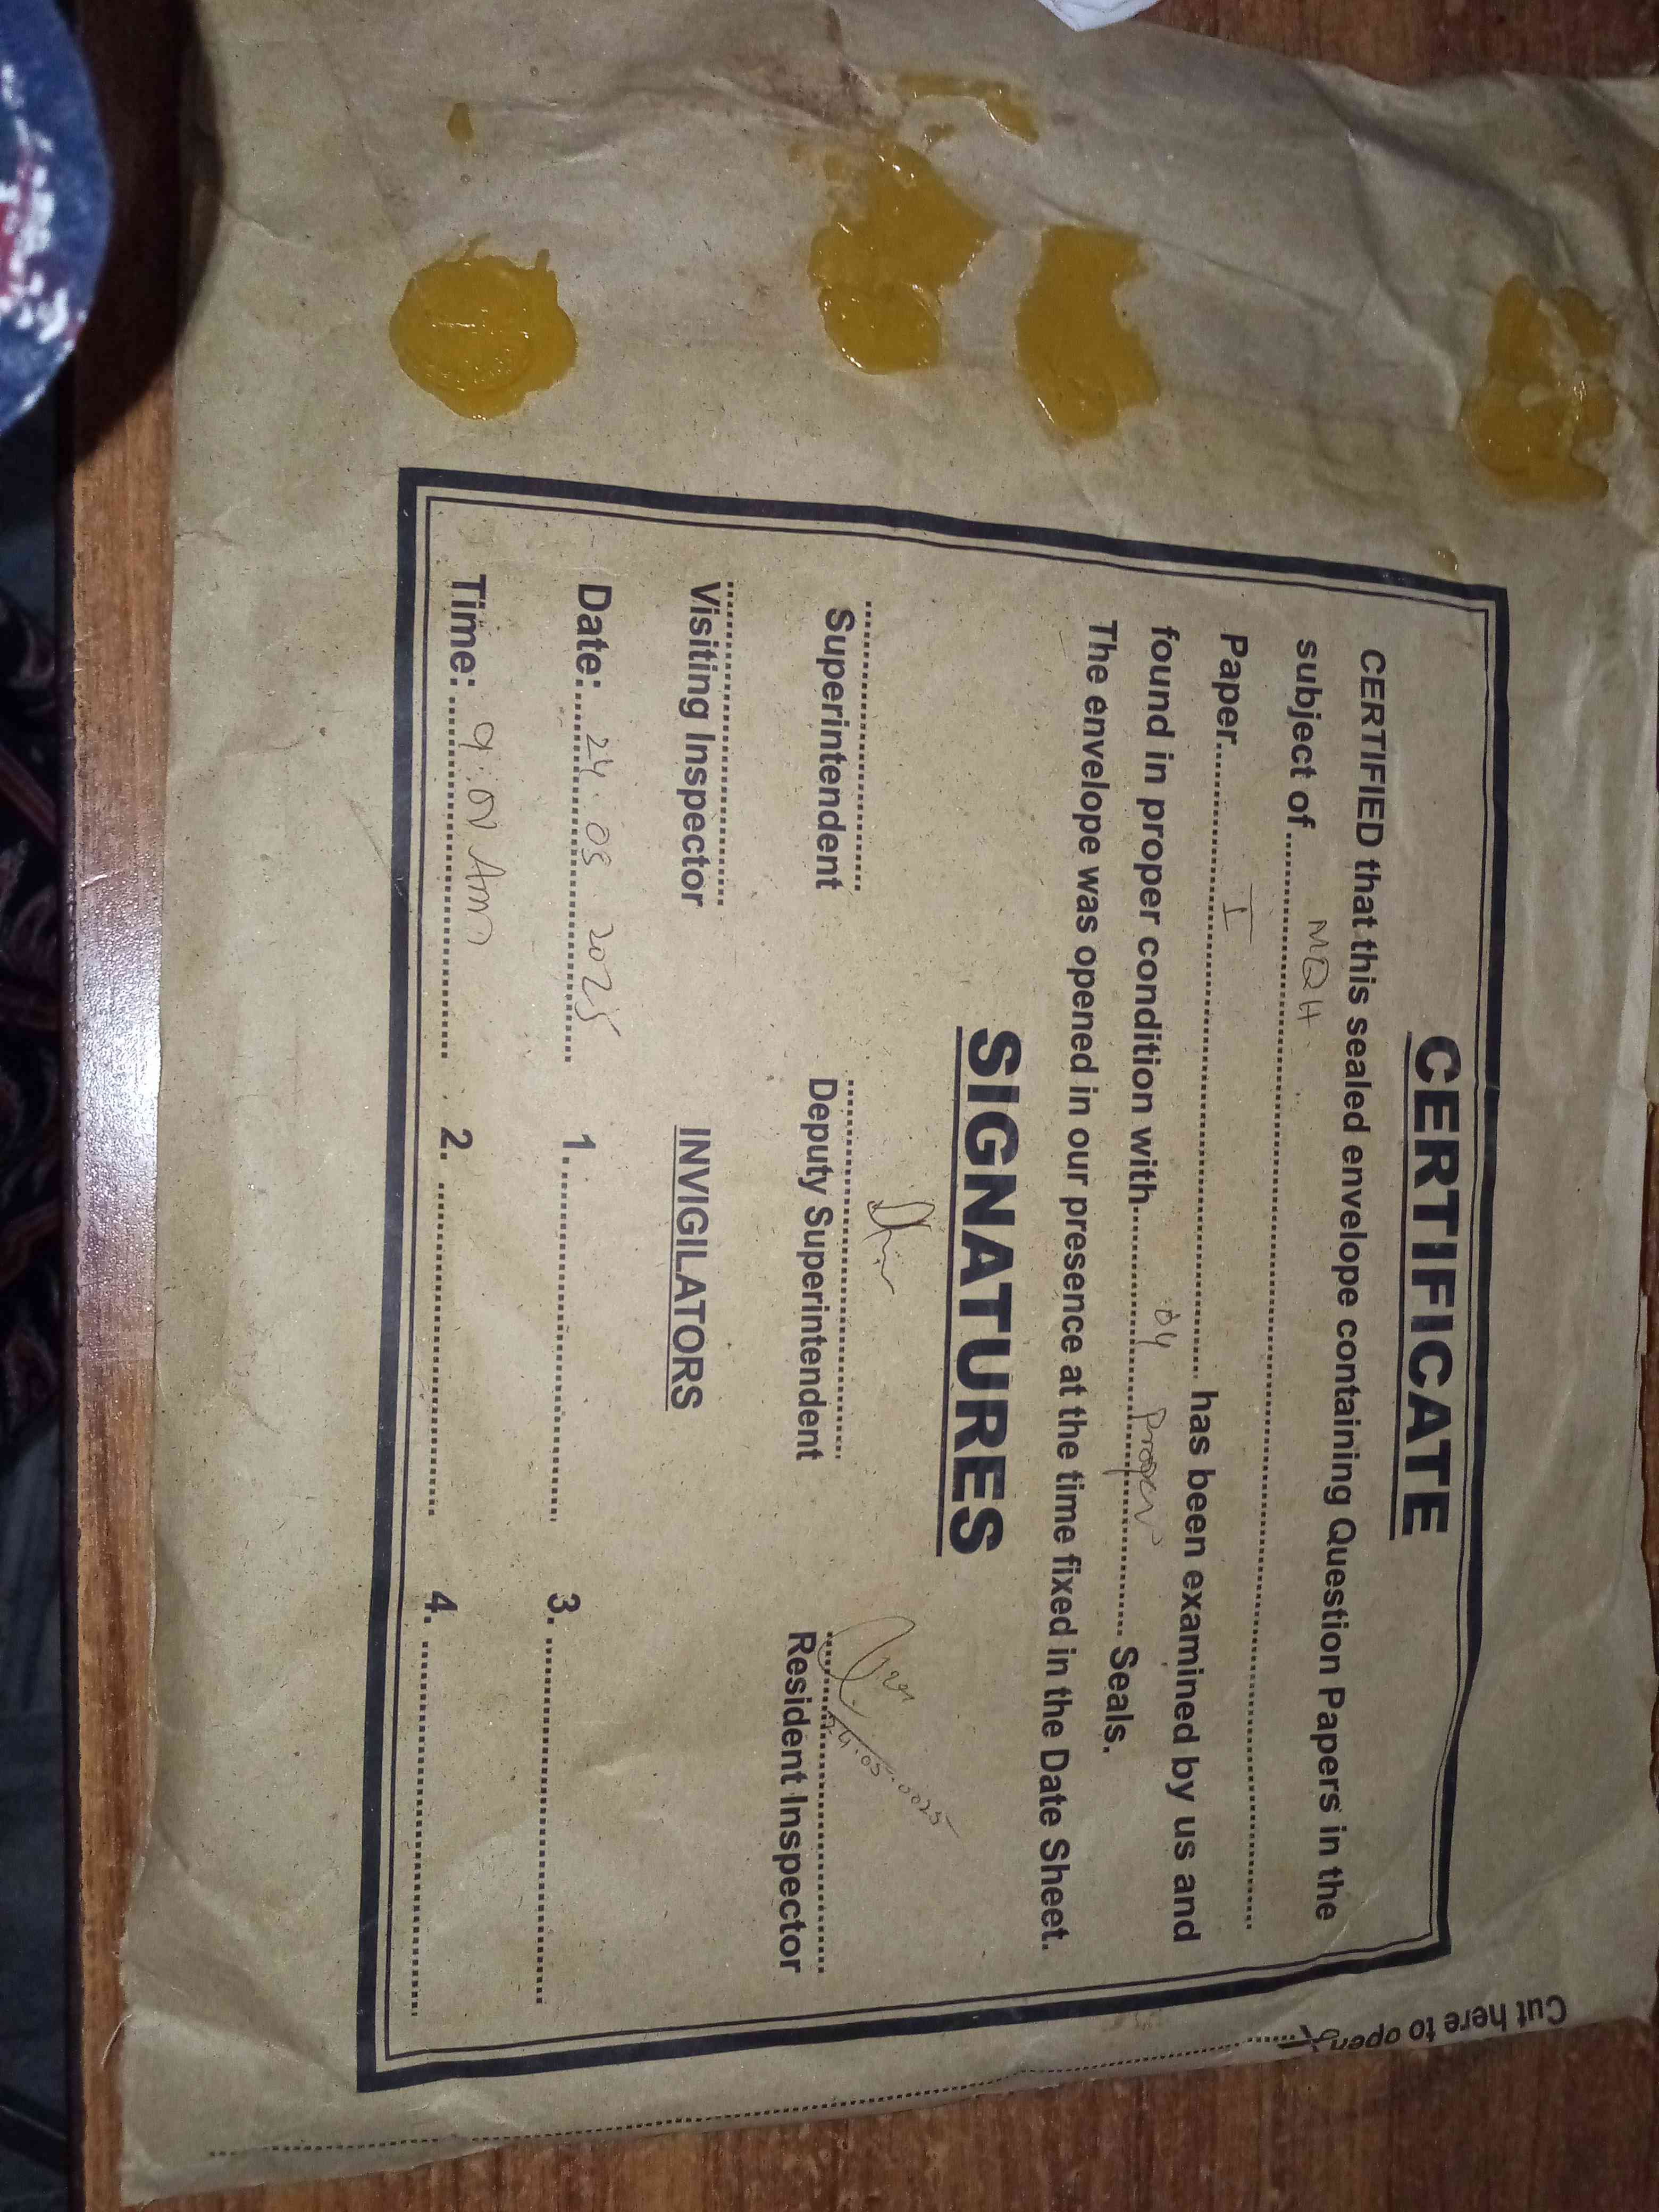 CERTIFICATE
CERTIFIED that this sealed envelope containing Question Papers in the
subject of.......... MQH ..........
Paper.......... I .......... has been examined by us and
found in proper condition with.......... 04 Proper .......... Seals.
The envelope was opened in our presence at the time fixed in the Date Sheet.
SIGNATURES
24.05.0025
Superintendent Deputy Superintendent Resident Inspector
Visiting Inspector INVIGILATORS
Date:.......... 24.05.2025 .......... 1. .......... 3. ..........
Time:.......... 9:00 Am .......... 2. .......... 4. ..........
Cut here to open